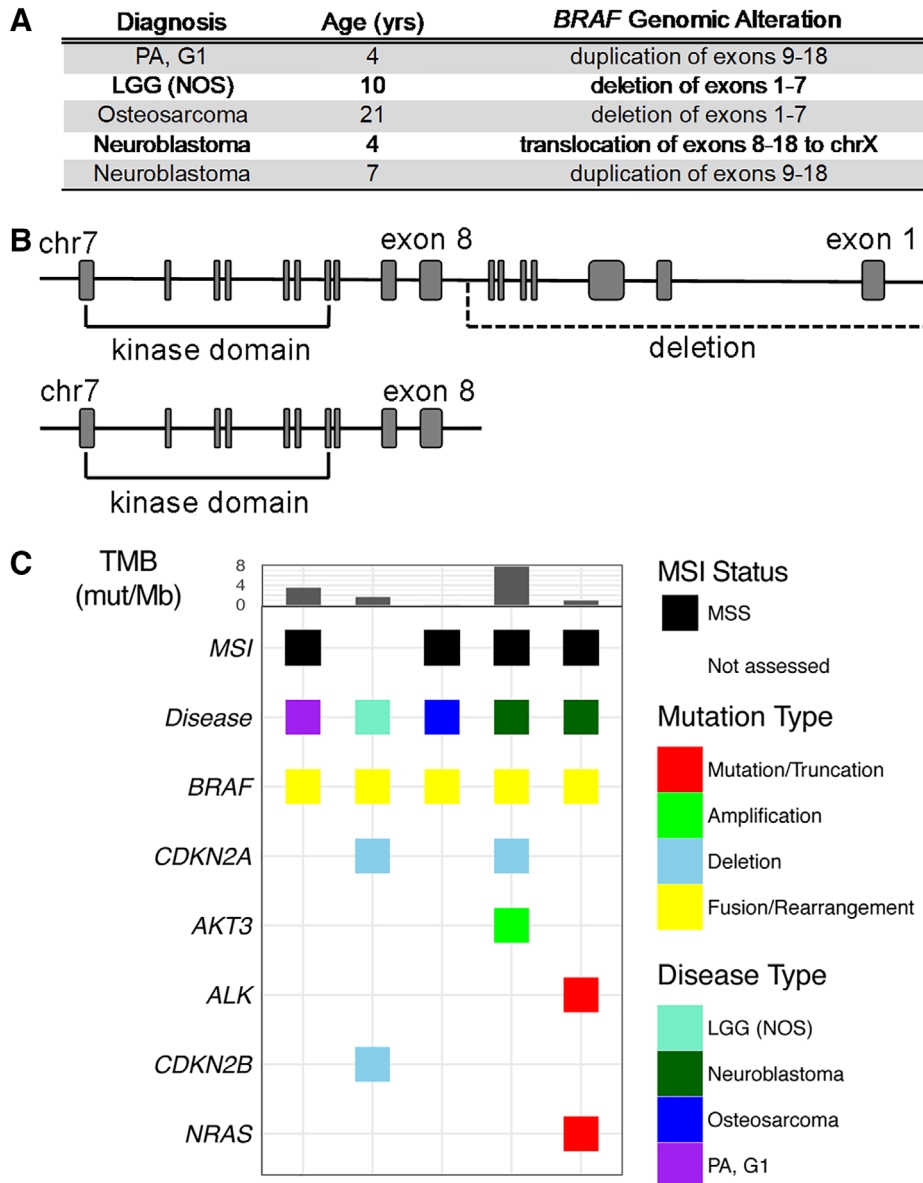 A
Diagnosis Age (yrs) BRAF Genomic Alteration
PA, G1 4 duplication of exons 9-18
LGG (NOS) 10 deletion of exons 1-7
Osteosarcoma 21 deletion of exons 1-7
Neuroblastoma 4 translocation of exons 8-18 to chrX
Neuroblastoma 7 duplication of exons 9-18
B
chr7 exon 8 exon 1
kinase domain deletion
chr7 exon 8
kinase domain
C
TMB
(mut/Mb)
8
4
0
MSI
Disease
BRAF
CDKN2A
AKT3
ALK
CDKN2B
NRAS
MSI Status
MSS
Not assessed
Mutation Type
Mutation/Truncation
Amplification
Deletion
Fusion/Rearrangement
Disease Type
LGG (NOS)
Neuroblastoma
Osteosarcoma
PA, G1